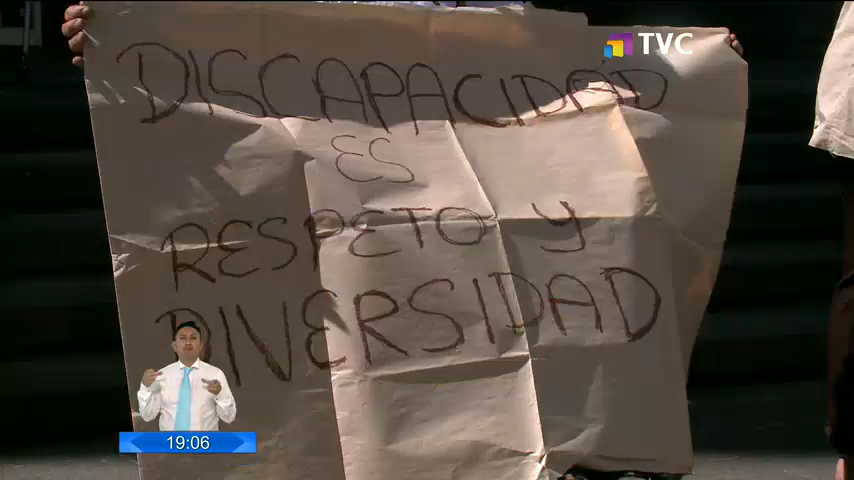 TVC
DISCAPACIDAD
ES
RESPETO Y
DIVERSIDAD
19:06